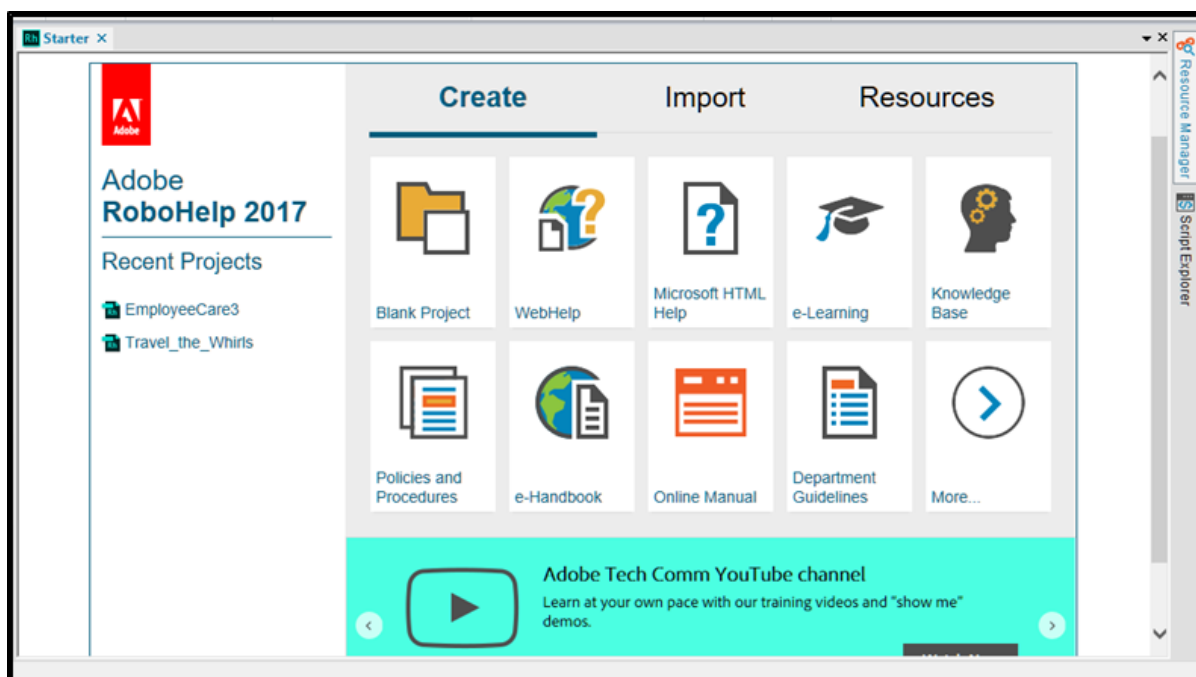 Rh Starter
Adobe
Adobe
RoboHelp 2017
Recent Projects
EmployeeCare3
Travel_the_Whirls
Create
Import
Resources
Blank Project
WebHelp
Microsoft HTML
Help
e-Learning
Knowledge
Base
Policies and
Procedures
e-Handbook
Online Manual
Department
Guidelines
More...
Adobe Tech Comm YouTube channel
Learn at your own pace with our training videos and "show me"
demos.
Resource Manager
Script Explorer